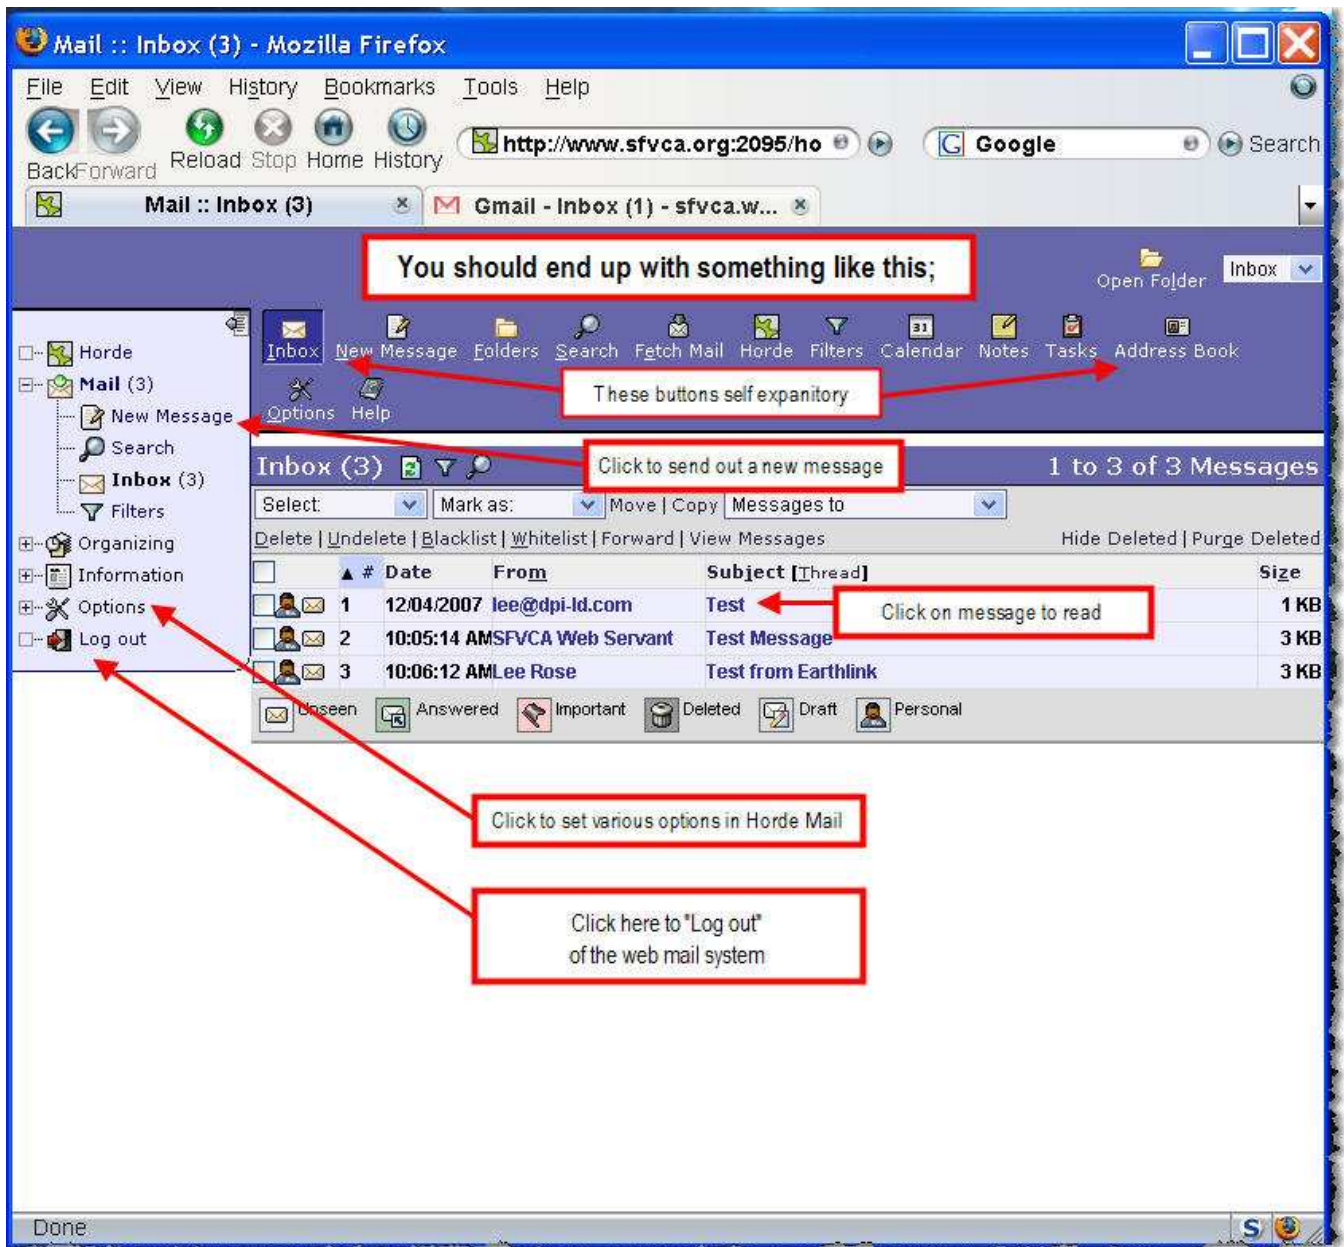 Mail :: Inbox (3) - Mozilla Firefox
File Edit View History Bookmarks Tools Help
Back Forward Reload Stop Home History http://www.sfvca.org:2095/ho G Google Search
Mail :: Inbox (3) Gmail - Inbox (1) - sfvca.w...
You should end up with something like this;
Open Folder Inbox
Inbox New Message Folders Search Fetch Mail Horde Filters Calendar Notes Tasks Address Book
Options Help
These buttons self expanitory
Horde
Mail (3)
New Message
Search
Inbox (3)
Filters
Organizing
Information
Options
Log out
Inbox (3) 1 to 3 of 3 Messages
Click to send out a new message
Select: Mark as: Move | Copy Messages to
Delete | Undelete | Blacklist | Whitelist | Forward | View Messages Hide Deleted | Purge Deleted
# Date From Subject [Thread] Size
1 12/04/2007 lee@dpi-ld.com Test 1 KB
Click on message to read
2 10:05:14 AM SFVCA Web Servant Test Message 3 KB
3 10:06:12 AM Lee Rose Test from Earthlink 3 KB
Unseen Answered Important Deleted Draft Personal
Click to set various options in Horde Mail
Click here to "Log out"
of the web mail system
Done